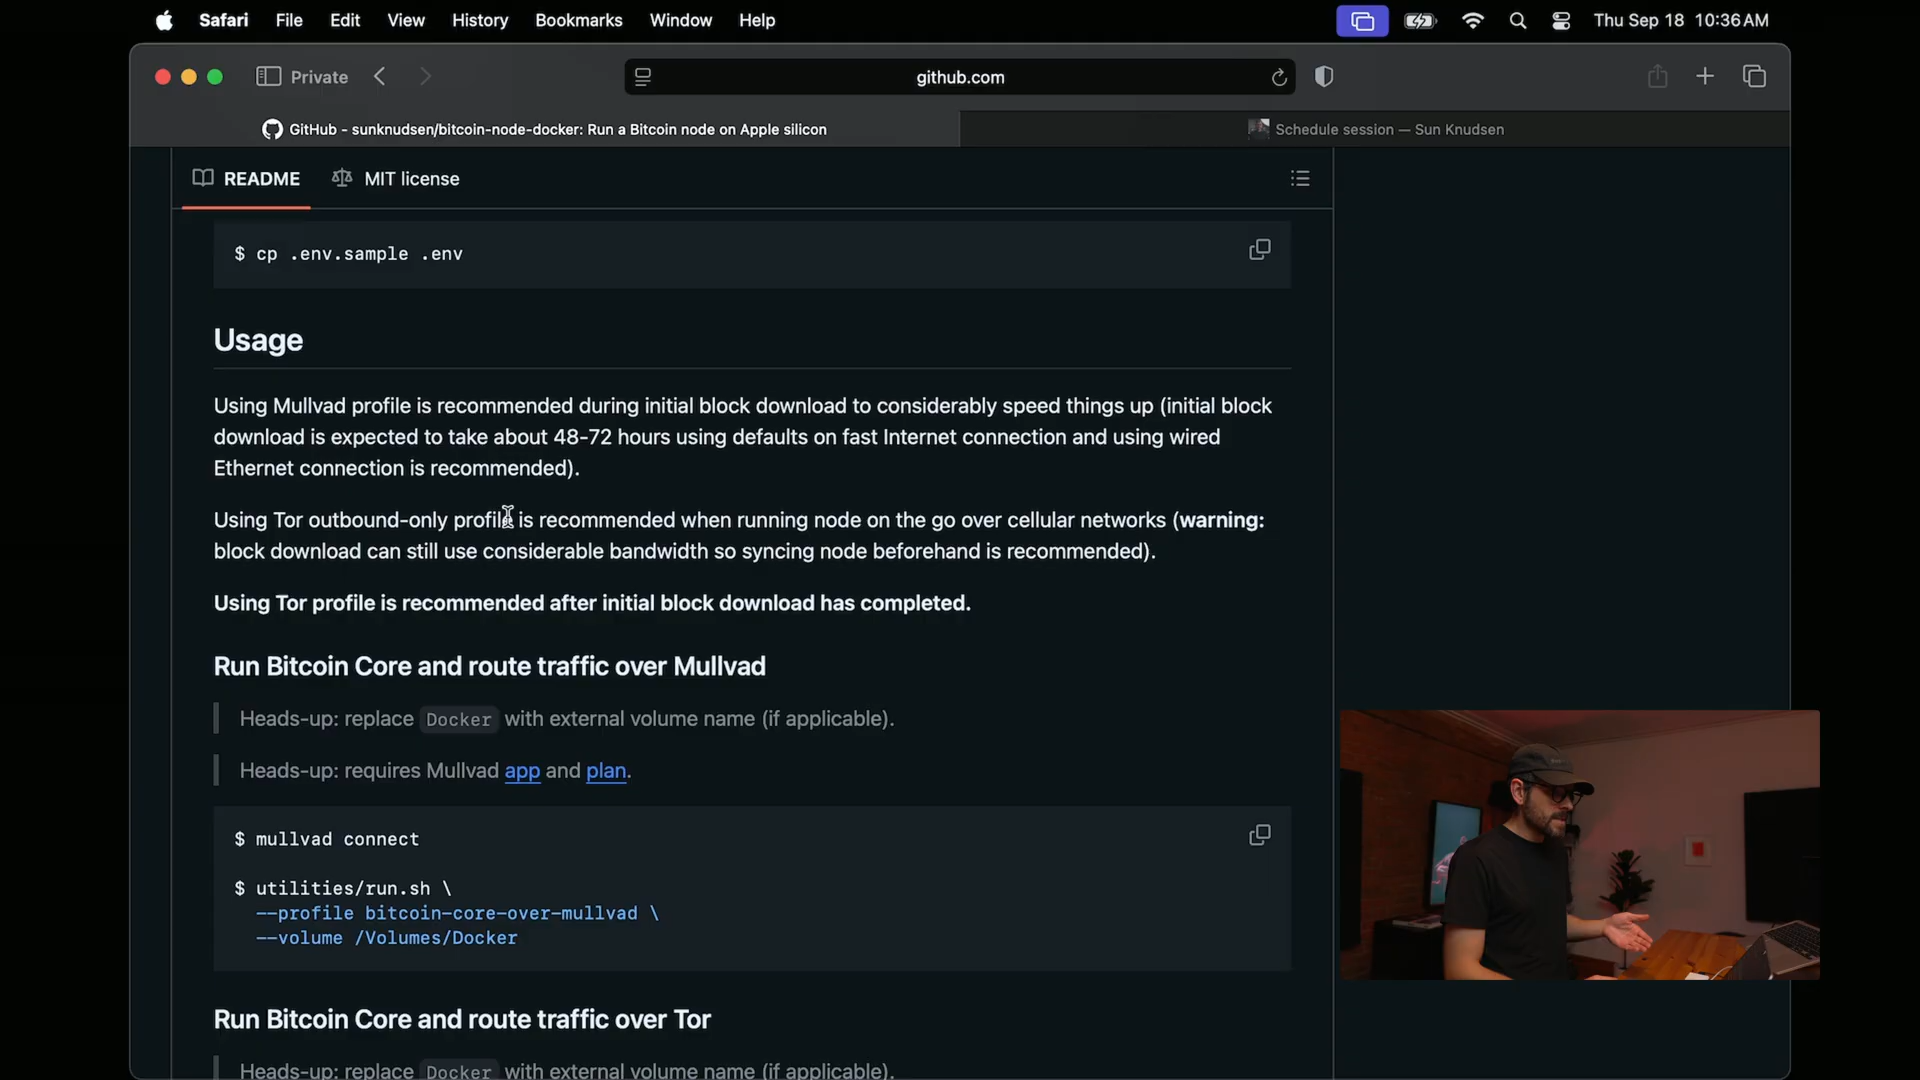 Safari File Edit View History Bookmarks Window Help Thu Sep 18 10:36 AM
Private github.com
GitHub - sunknudsen/bitcoin-node-docker: Run a Bitcoin node on Apple silicon
Schedule session — Sun Knudsen
README MIT license
$ cp .env.sample .env
Usage
Using Mullvad profile is recommended during initial block download to considerably speed things up (initial block
download is expected to take about 48-72 hours using defaults on fast Internet connection and using wired
Ethernet connection is recommended).
Using Tor outbound-only profile is recommended when running node on the go over cellular networks (warning:
block download can still use considerable bandwidth so syncing node beforehand is recommended).
Using Tor profile is recommended after initial block download has completed.
Run Bitcoin Core and route traffic over Mullvad
Heads-up: replace Docker with external volume name (if applicable).
Heads-up: requires Mullvad app and plan.
$ mullvad connect
$ utilities/run.sh \
--profile bitcoin-core-over-mullvad \
--volume /Volumes/Docker
Run Bitcoin Core and route traffic over Tor
Heads-up: replace Docker with external volume name (if applicable).